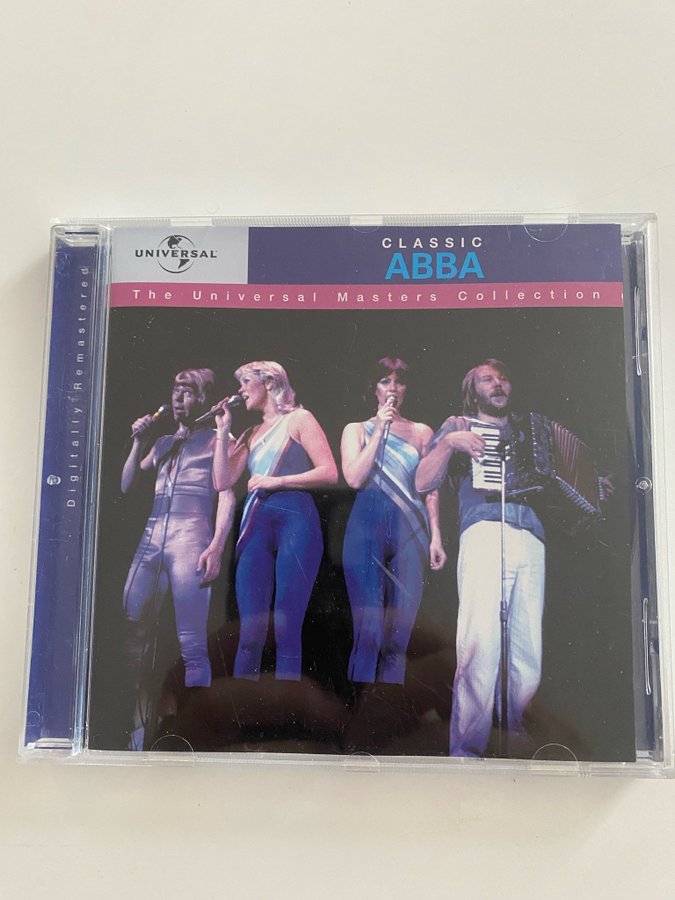 UNIVERSAL
CLASSIC
ABBA
The Universal Masters Collection
Digitally Remastered